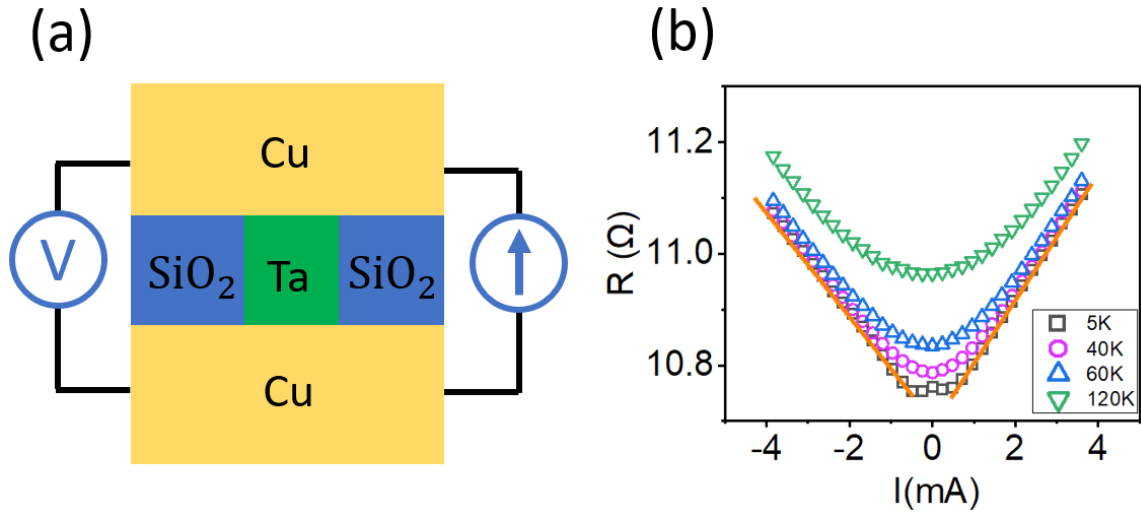 (a)
Cu
V
SiO₂ Ta SiO₂
Cu
(b)
11.2
11.0
10.8
R (Ω)
5K
40K
60K
120K
-4 -2 0 2 4
I(mA)